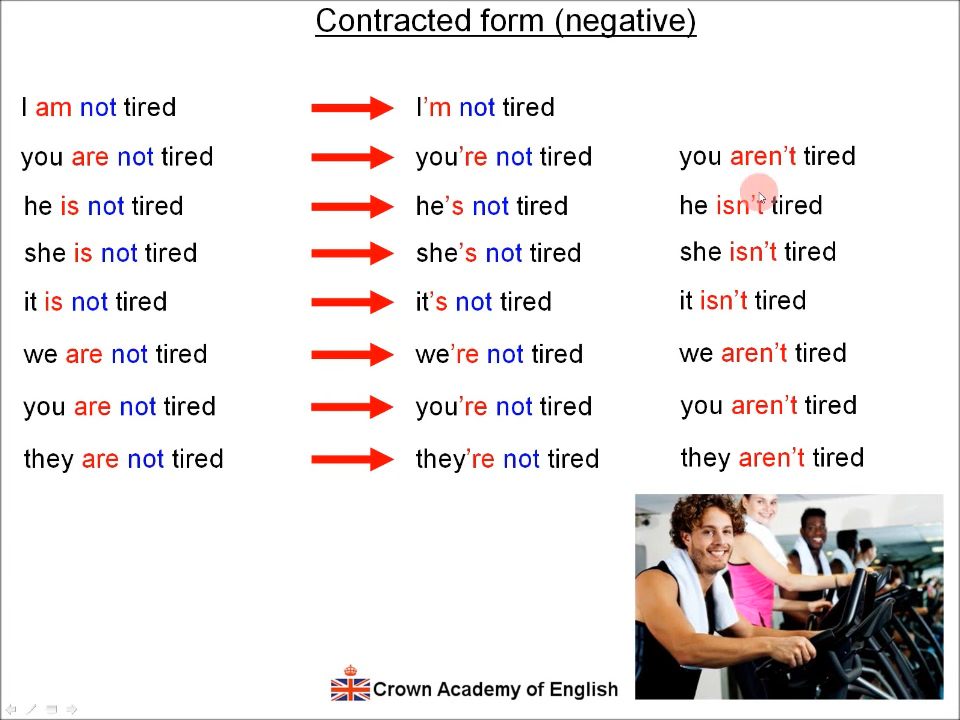 Contracted form (negative)
I am not tired I’m not tired
you are not tired you’re not tired you aren’t tired
he is not tired he’s not tired he isn’t tired
she is not tired she’s not tired she isn’t tired
it is not tired it’s not tired it isn’t tired
we are not tired we’re not tired we aren’t tired
you are not tired you’re not tired you aren’t tired
they are not tired they’re not tired they aren’t tired
Crown Academy of English